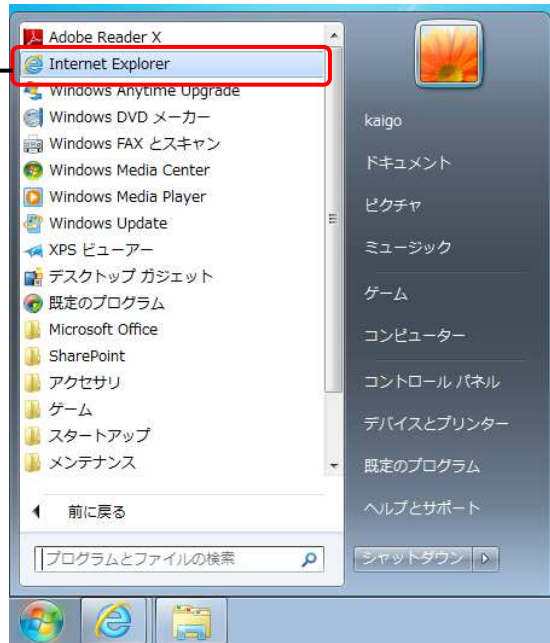 Adobe Reader X
Internet Explorer
Windows Anytime Upgrade
Windows DVD メーカー
Windows FAX とスキャン
Windows Media Center
Windows Media Player
Windows Update
XPS ビューアー
デスクトップ ガジェット
既定のプログラム
Microsoft Office
SharePoint
アクセサリ
ゲーム
スタートアップ
メンテナンス
前に戻る
プログラムとファイルの検索
kaigo
ドキュメント
ピクチャ
ミュージック
ゲーム
コンピューター
コントロール パネル
デバイスとプリンター
既定のプログラム
ヘルプとサポート
シャットダウン